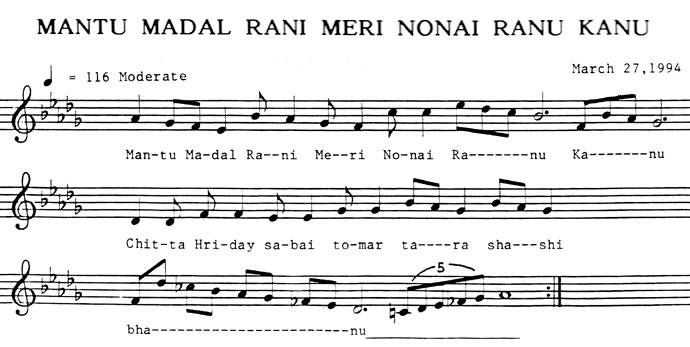 MANTU MADAL RANI MERI NONAI RANU KANU
= 116 Moderate
March 27,1994
Man-tu Ma-dal Ra--ni Me--ri No-nai Ra-------nu Ka----nu
Chit-ta Hri-day sa-bai to-mar ta----ra sha---shi
5
bha---------------------nu